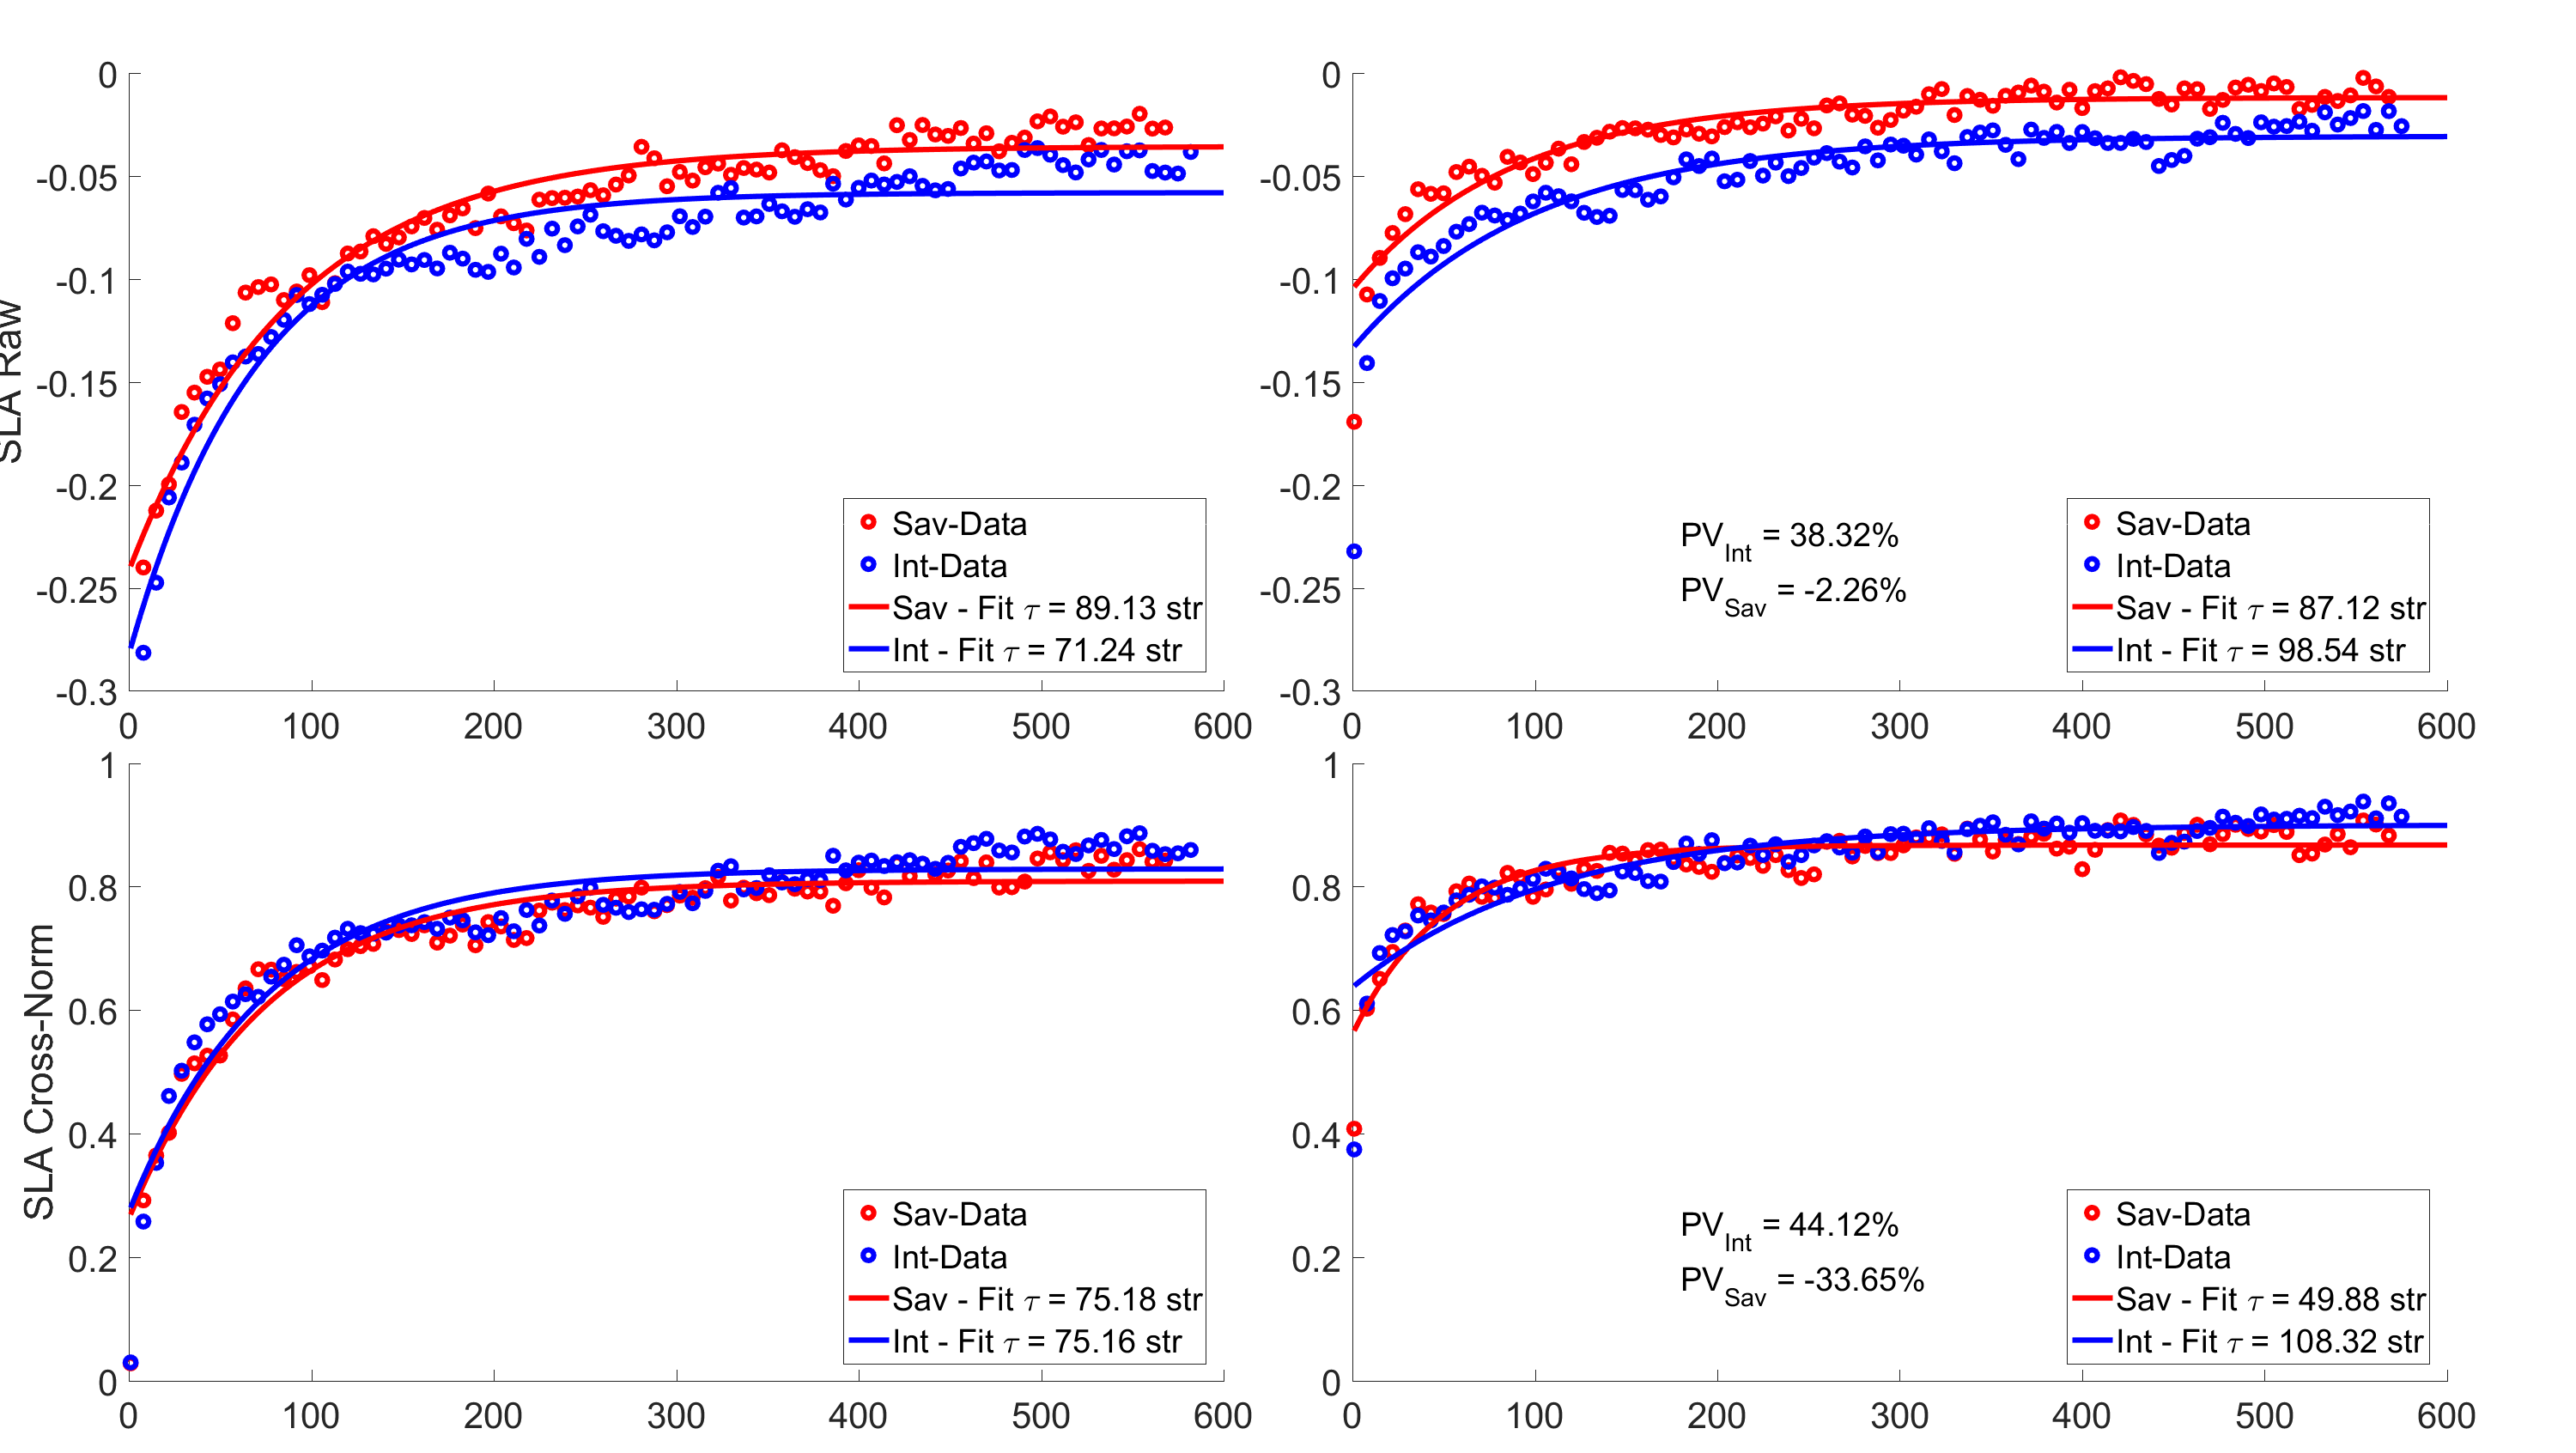 0
-0.05
-0.1
-0.15
-0.2
-0.25
-0.3
0 100 200 300 400 500 600
SLA Raw
Sav-Data
Int-Data
Sav - Fit τ = 89.13 str
Int - Fit τ = 71.24 str
0
-0.05
-0.1
-0.15
-0.2
-0.25
-0.3
0 100 200 300 400 500 600
PVInt = 38.32%
PVSav = -2.26%
Sav-Data
Int-Data
Sav - Fit τ = 87.12 str
Int - Fit τ = 98.54 str
1
0.8
0.6
0.4
0.2
0
0 100 200 300 400 500 600
SLA Cross-Norm
Sav-Data
Int-Data
Sav - Fit τ = 75.18 str
Int - Fit τ = 75.16 str
1
0.8
0.6
0.4
0.2
0
0 100 200 300 400 500 600
PVInt = 44.12%
PVSav = -33.65%
Sav-Data
Int-Data
Sav - Fit τ = 49.88 str
Int - Fit τ = 108.32 str